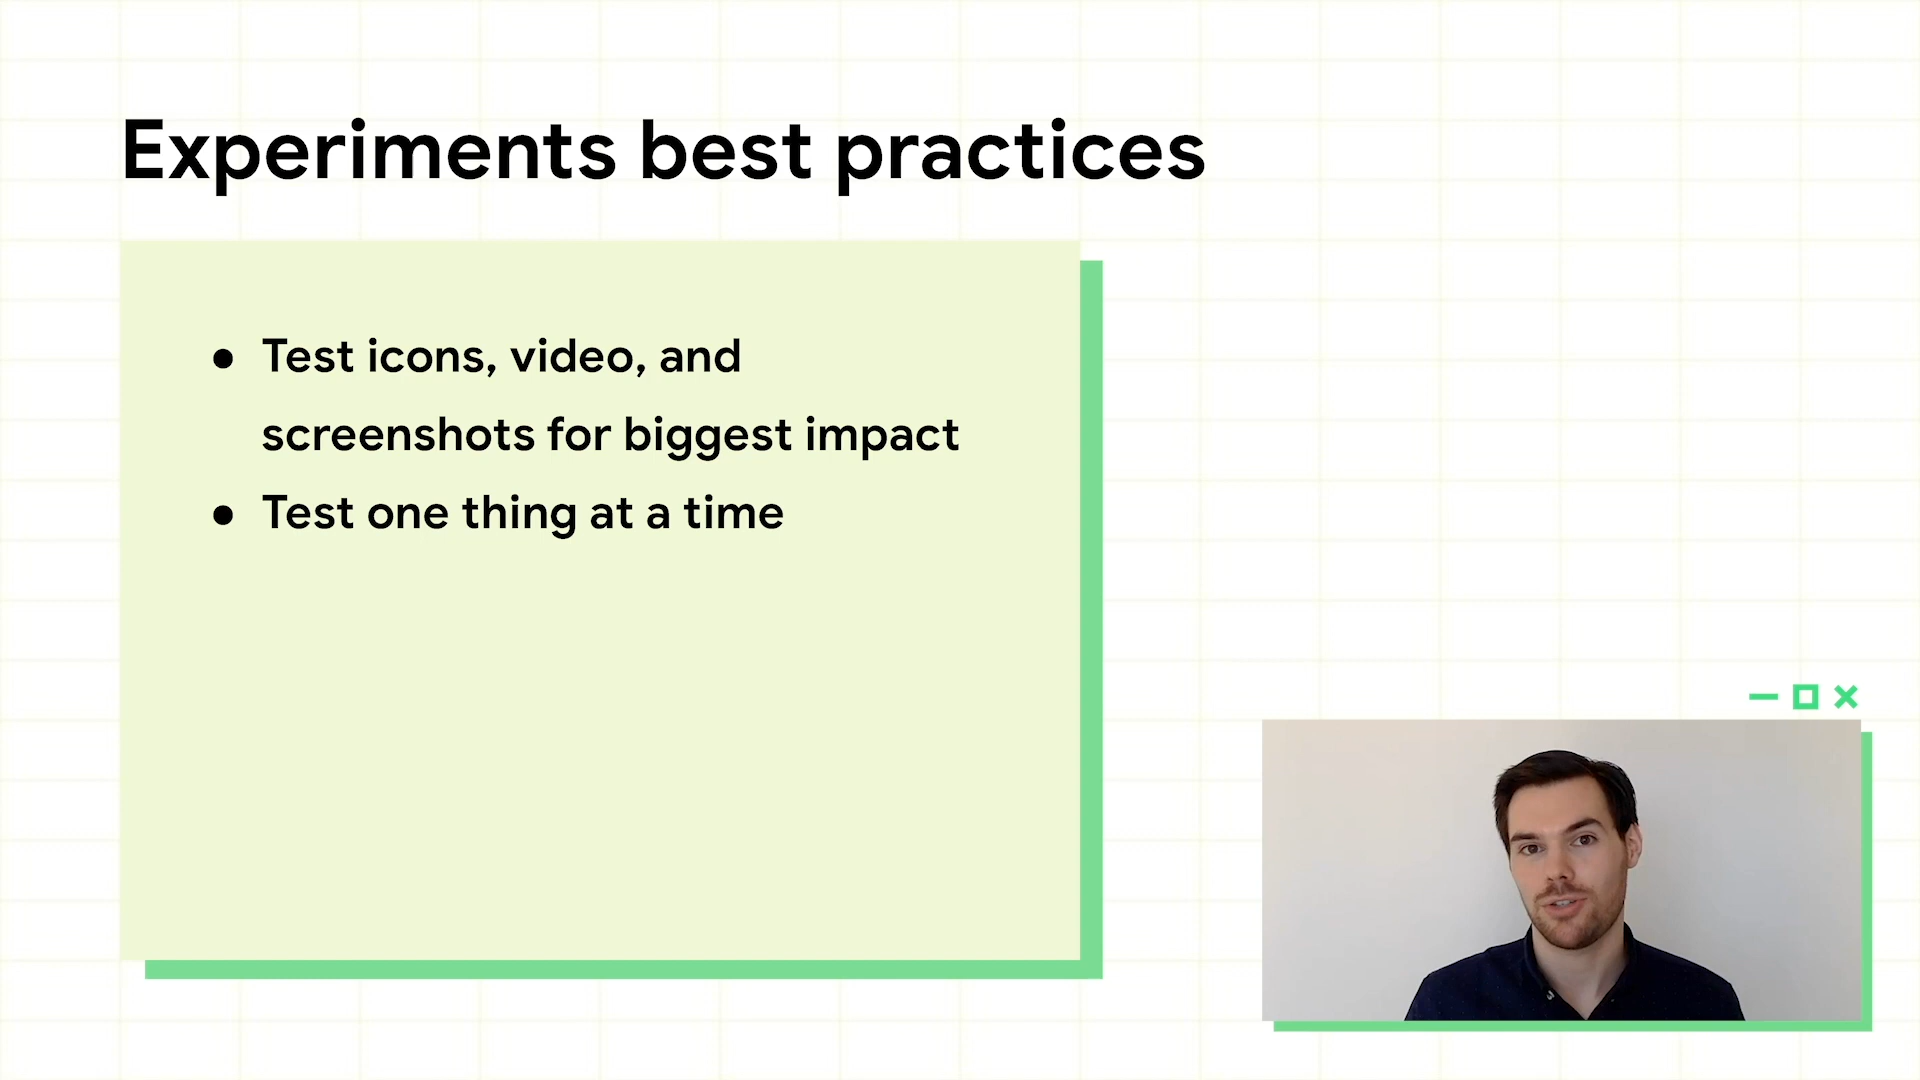 Experiments best practices
● Test icons, video, and
screenshots for biggest impact
● Test one thing at a time